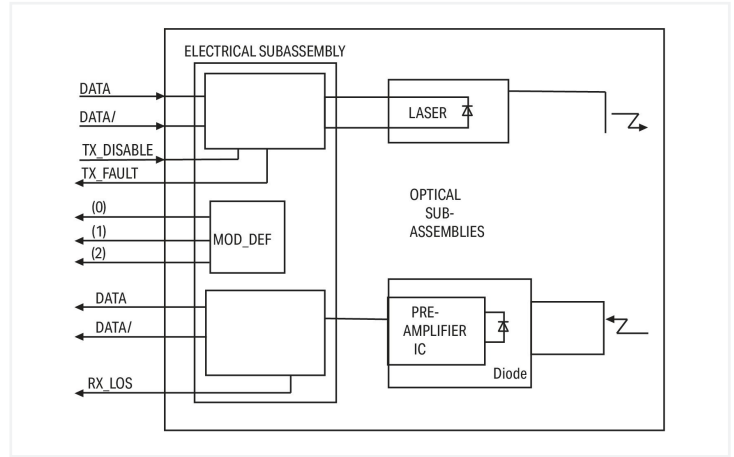 ELECTRICAL SUBASSEMBLY
DATA
DATA/
TX_DISABLE
TX_FAULT
LASER
(0)
(1)
(2)
MOD_DEF
OPTICAL
SUB-
ASSEMBLIES
DATA
DATA/
RX_LOS
PRE-
AMPLIFIER
IC
Diode